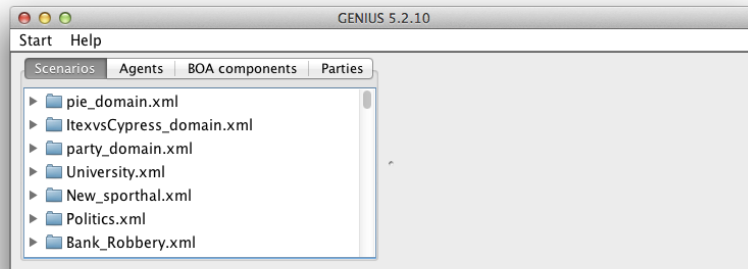 GENIUS 5.2.10
Start Help
Scenarios Agents BOA components Parties
pie_domain.xml
ItexvsCypress_domain.xml
party_domain.xml
University.xml
New_sporthal.xml
Politics.xml
Bank_Robbery.xml